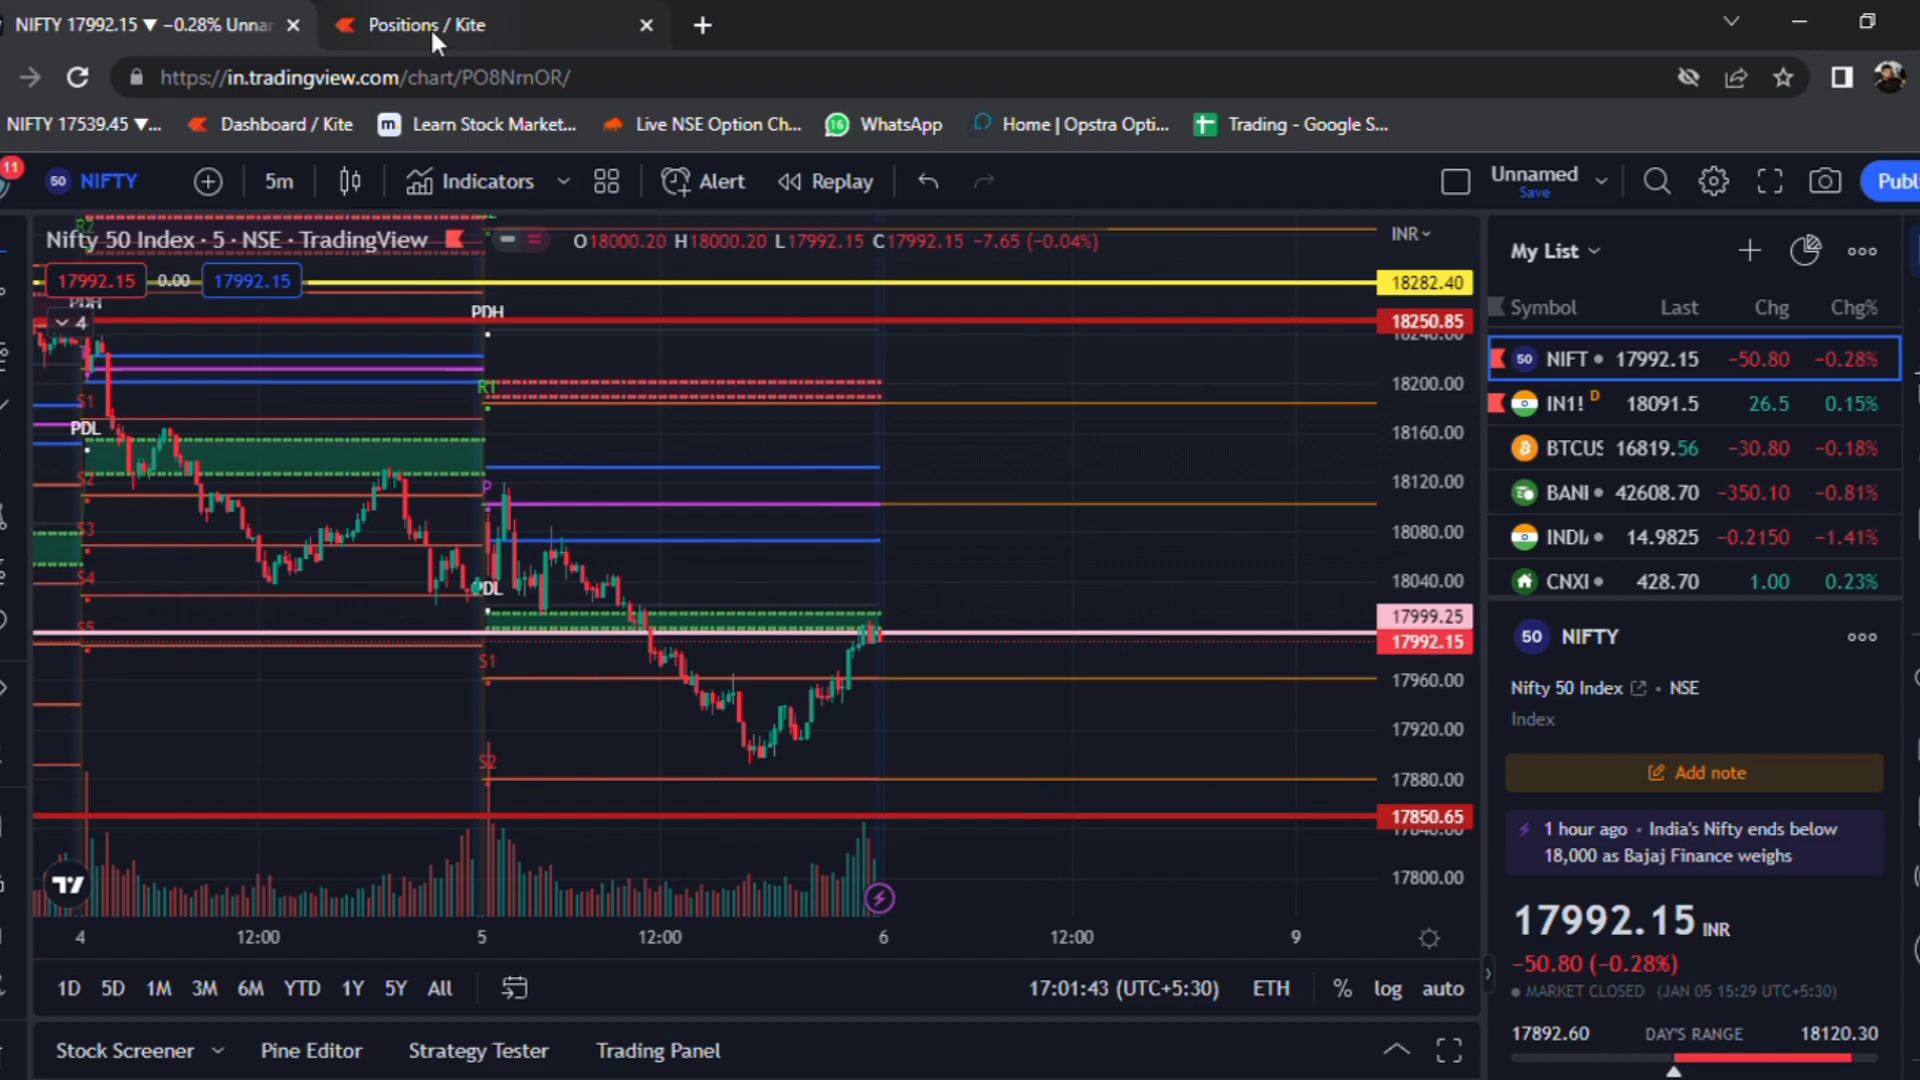 NIFTY 17992.15 ▼ −0.28% Unna
Positions / Kite
https://in.tradingview.com/chart/PO8NrnOR/
NIFTY 17539.45 ▼...
Dashboard / Kite
m Learn Stock Market...
Live NSE Option Ch...
16 WhatsApp
Home | Opstra Opti...
Trading - Google S...
11
50 NIFTY
5m
Indicators
Alert
Replay
Unnamed
Save
Publ
R2
Nifty 50 Index · 5 · NSE · TradingView
O18000.20 H18000.20 L17992.15 C17992.15 −7.65 (−0.04%)
INR
17992.15 0.00 17992.15
18282.40
PDH
4
PDH
18250.85
18240.00
R1
18200.00
S1
PDL
18160.00
S2
P
18120.00
S3
18080.00
S4
PDL
18040.00
S5
17999.25
17992.15
S1
17960.00
17920.00
S2
17880.00
17850.65
17840.00
17800.00
4 12:00 5 12:00 6 12:00 9
1D 5D 1M 3M 6M YTD 1Y 5Y All
17:01:43 (UTC+5:30) ETH % log auto
Stock Screener
Pine Editor
Strategy Tester
Trading Panel
My List
Symbol Last Chg Chg%
50 NIFT 17992.15 −50.80 −0.28%
IN1! D 18091.5 26.5 0.15%
BTCUS 16819.56 −30.80 −0.18%
BANI 42608.70 −350.10 −0.81%
INDI 14.9825 −0.2150 −1.41%
CNXI 428.70 1.00 0.23%
50 NIFTY
Nifty 50 Index · NSE
Index
Add note
1 hour ago · India's Nifty ends below
18,000 as Bajaj Finance weighs
17992.15 INR
−50.80 (−0.28%)
MARKET CLOSED (JAN 05 15:29 UTC+5:30)
17892.60 DAY'S RANGE 18120.30